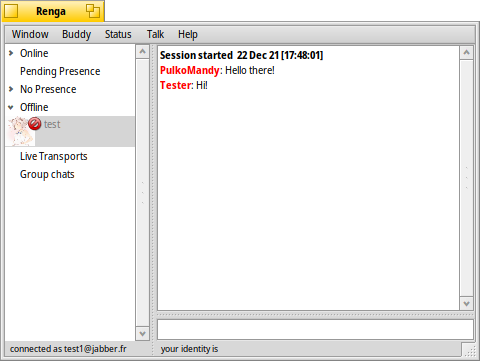 Renga
Window Buddy Status Talk Help
Online
Pending Presence
No Presence
Offline
test
Live Transports
Group chats
Session started 22 Dec 21 [17:48:01]
PulkoMandy: Hello there!
Tester: Hi!
connected as test1@jabber.fr
your identity is